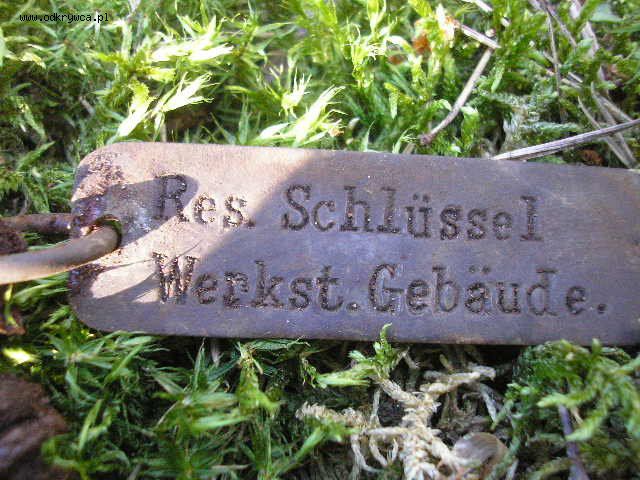 www.odkrywca.pl
Res. Schlüssel
Werkst. Gebäude.